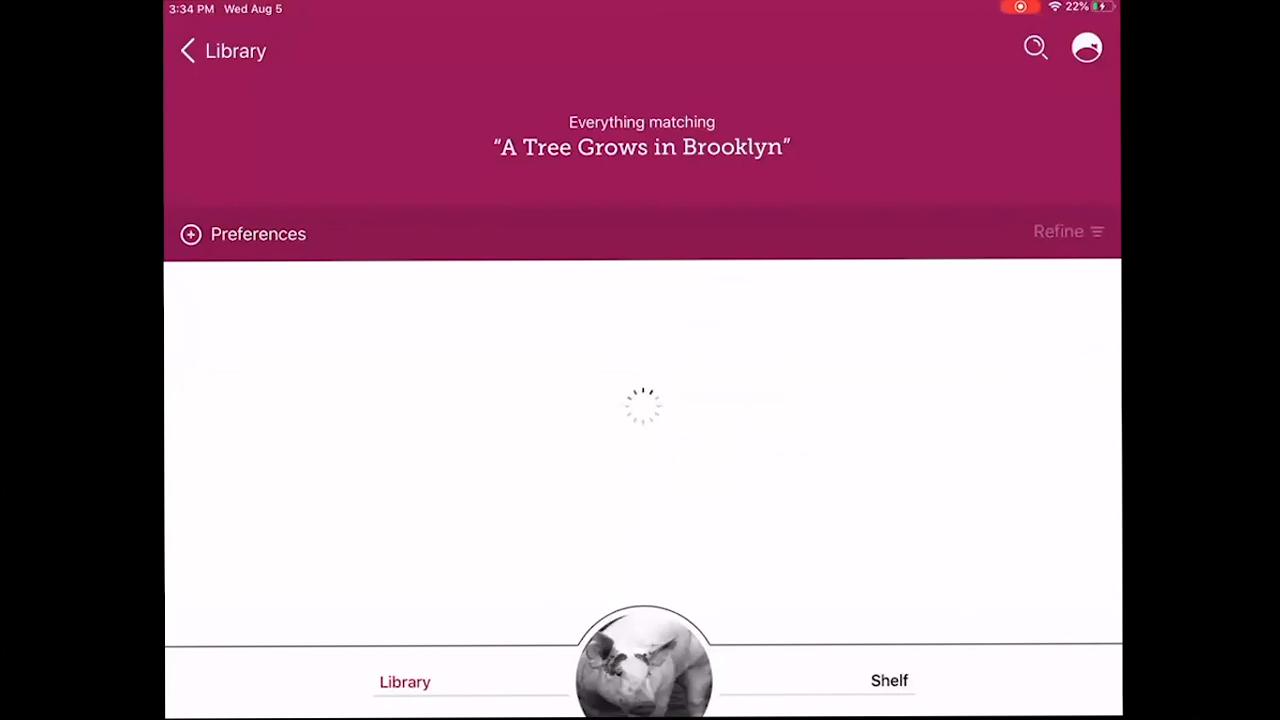 3:34 PM Wed Aug 5 22%
Library
Everything matching
“A Tree Grows in Brooklyn”
Preferences Refine
Library Shelf